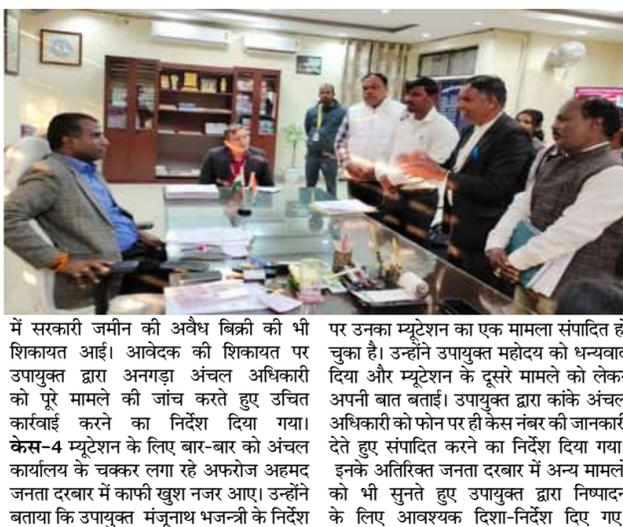 में सरकारी जमीन की अवैध बिक्री की भी
शिकायत आई। आवेदक की शिकायत पर
उपायुक्त द्वारा अनगड़ा अंचल अधिकारी
को पूरे मामले की जांच करते हुए उचित
कार्रवाई करने का निर्देश दिया गया।
केस-4 म्यूटेशन के लिए बार-बार को अंचल
कार्यालय के चक्कर लगा रहे अफरोज अहमद
जनता दरबार में काफी खुश नजर आए। उन्होंने
बताया कि उपायुक्त मंजूनाथ भजन्त्री के निर्देश
पर उनका म्यूटेशन का एक मामला संपादित हो
चुका है। उन्होंने उपायुक्त महोदय को धन्यवाद
दिया और म्यूटेशन के दूसरे मामले को लेकर
अपनी बात बताई। उपायुक्त द्वारा कांके अंचल
अधिकारी को फोन पर ही केस नंबर की जानकारी
देते हुए संपादित करने का निर्देश दिया गया
इनके अतिरिक्त जनता दरबार में अन्य मामलों
को भी सुनते हुए उपायुक्त द्वारा निष्पादन
के लिए आवश्यक दिशा-निर्देश दिए गए